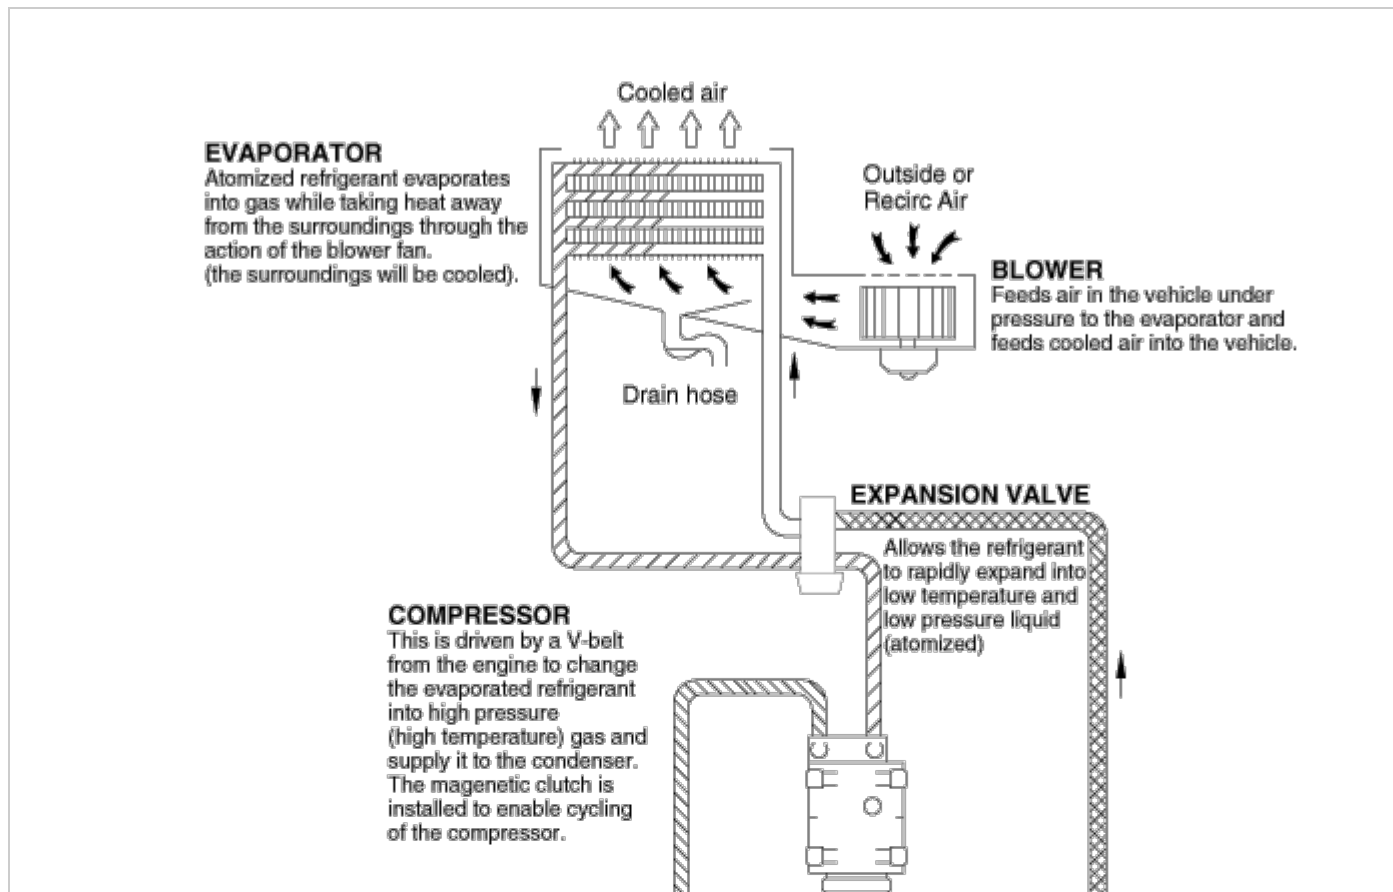 Cooled air
EVAPORATOR
Atomized refrigerant evaporates
into gas while taking heat away
from the surroundings through the
action of the blower fan.
(the surroundings will be cooled).
Outside or
Recirc Air
BLOWER
Feeds air in the vehicle under
pressure to the evaporator and
feeds cooled air into the vehicle.
Drain hose
EXPANSION VALVE
Allows the refrigerant
to rapidly expand into
low temperature and
low pressure liquid
(atomized)
COMPRESSOR
This is driven by a V-belt
from the engine to change
the evaporated refrigerant
into high pressure
(high temperature) gas and
supply it to the condenser.
The magenetic clutch is
installed to enable cycling
of the compressor.